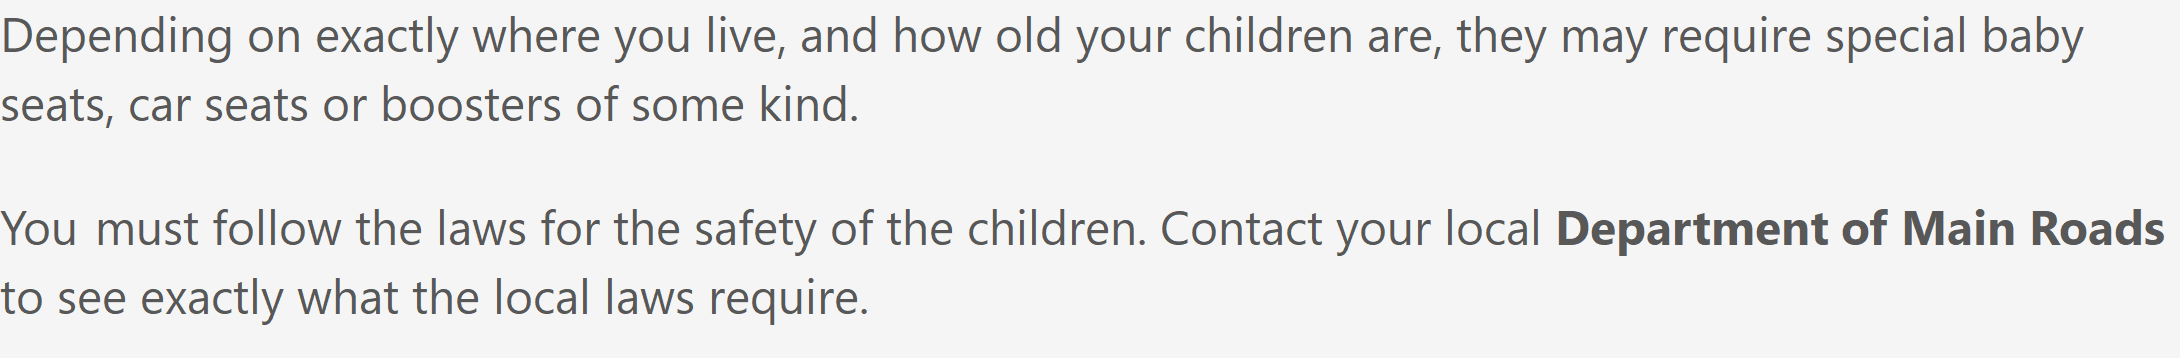 Depending on exactly where you live, and how old your children are, they may require special baby
seats, car seats or boosters of some kind.
You must follow the laws for the safety of the children. Contact your local Department of Main Roads
to see exactly what the local laws require.